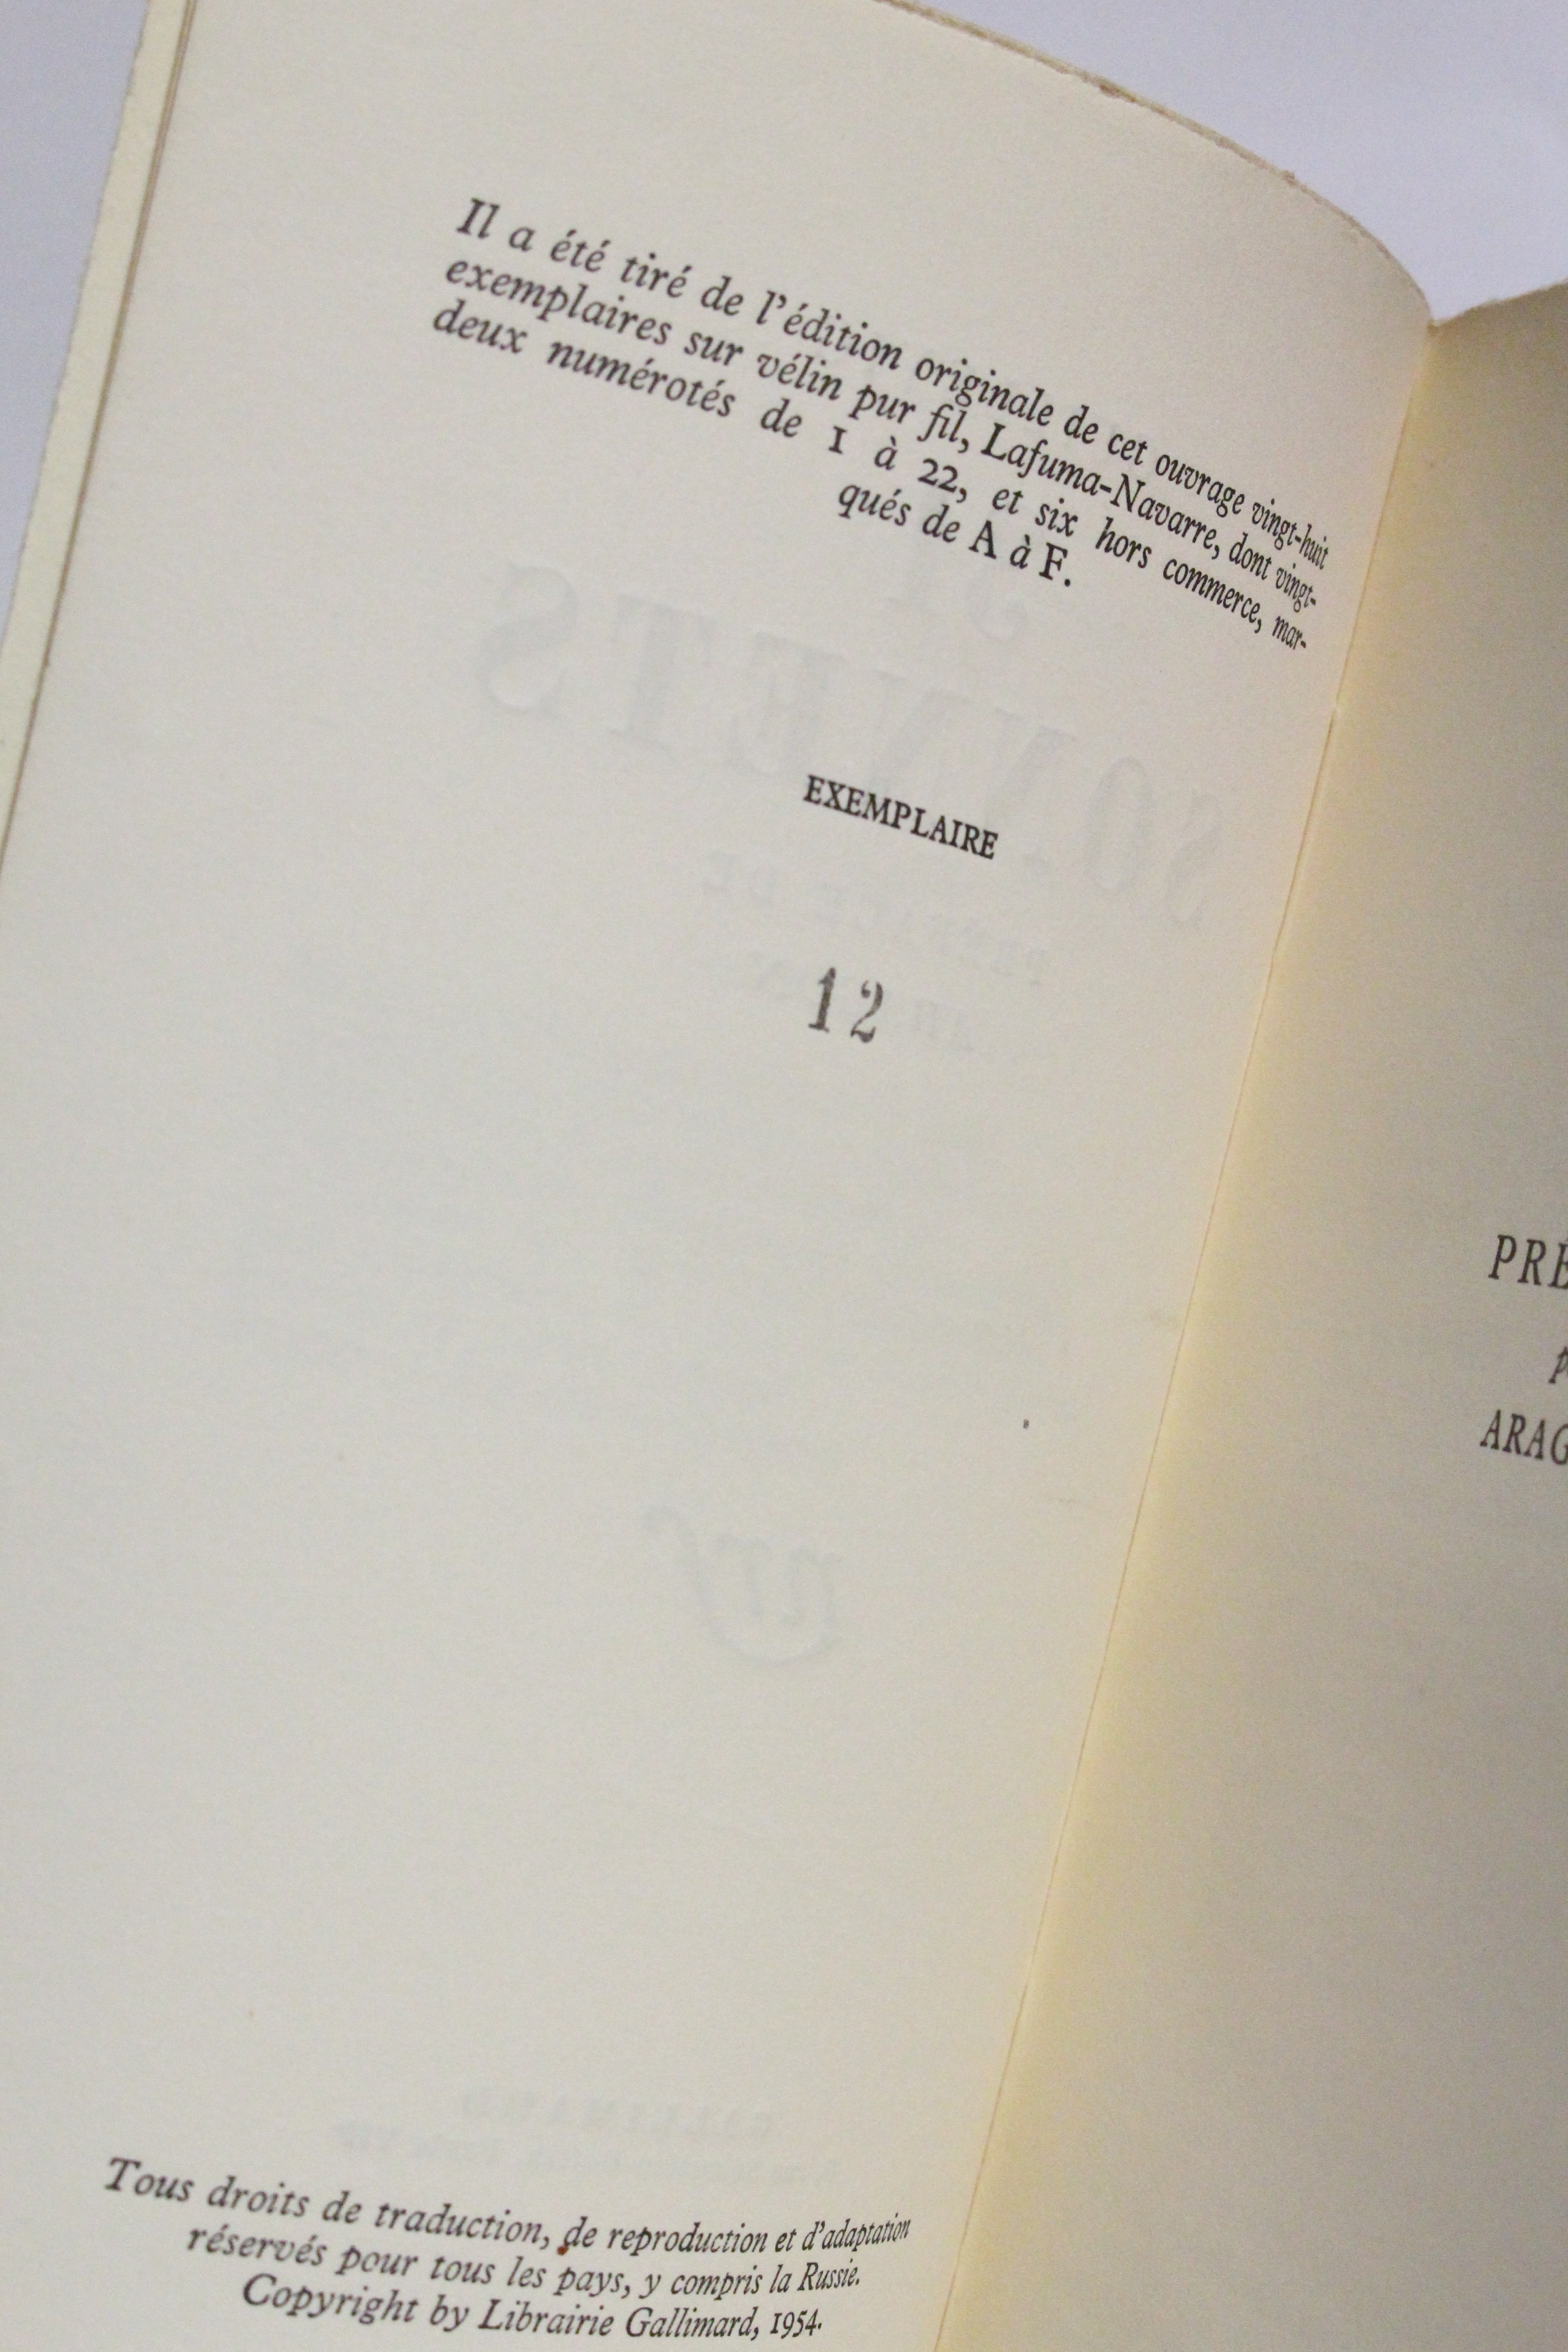 Il a été tiré de l'édition originale de cet ouvrage vingt-huit
exemplaires sur vélin pur fil, Lafuma-Navarre, dont vingt-
deux numérotés de 1 à 22, et six hors commerce, mar-
qués de A à F.
EXEMPLAIRE
12
PRÉ
ARAG
Tous droits de traduction, de reproduction et d'adaptation
réservés pour tous les pays, y compris la Russie.
Copyright by Librairie Gallimard, 1954.